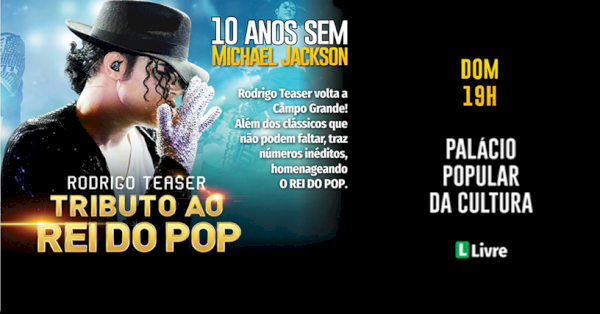 10 ANOS SEM
MICHAEL JACKSON
Rodrigo Teaser volta a
Câmpo Grande!
Além dos clássicos que
não podem faltar, traz
números inéditos,
homenageando
O REI DO POP.
RODRIGO TEASER
TRIBUTO AO
REI DO POP
DOM
19H
PALÁCIO
POPULAR
DA CULTURA
L Livre